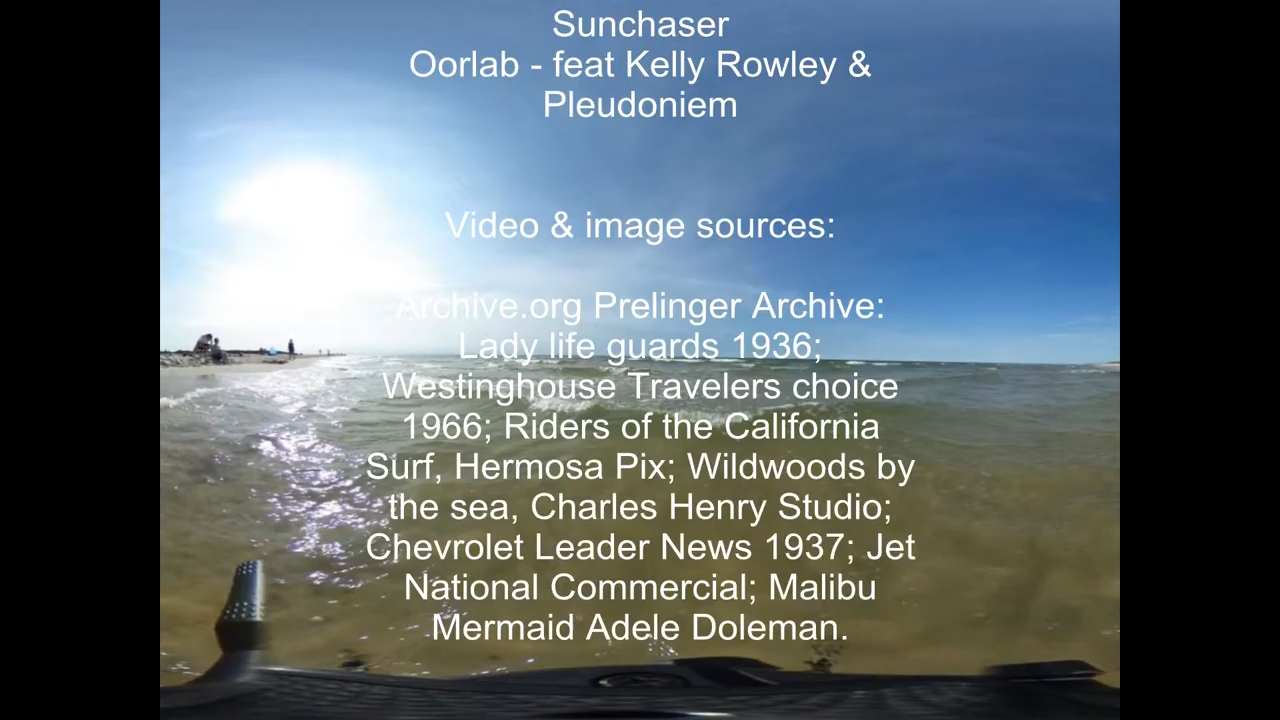 Sunchaser
Oorlab - feat Kelly Rowley &
Pleudoniem
Video & image sources:
Archive.org Prelinger Archive:
Lady life guards 1936;
Westinghouse Travelers choice
1966; Riders of the California
Surf, Hermosa Pix; Wildwoods by
the sea, Charles Henry Studio;
Chevrolet Leader News 1937; Jet
National Commercial; Malibu
Mermaid Adele Doleman.